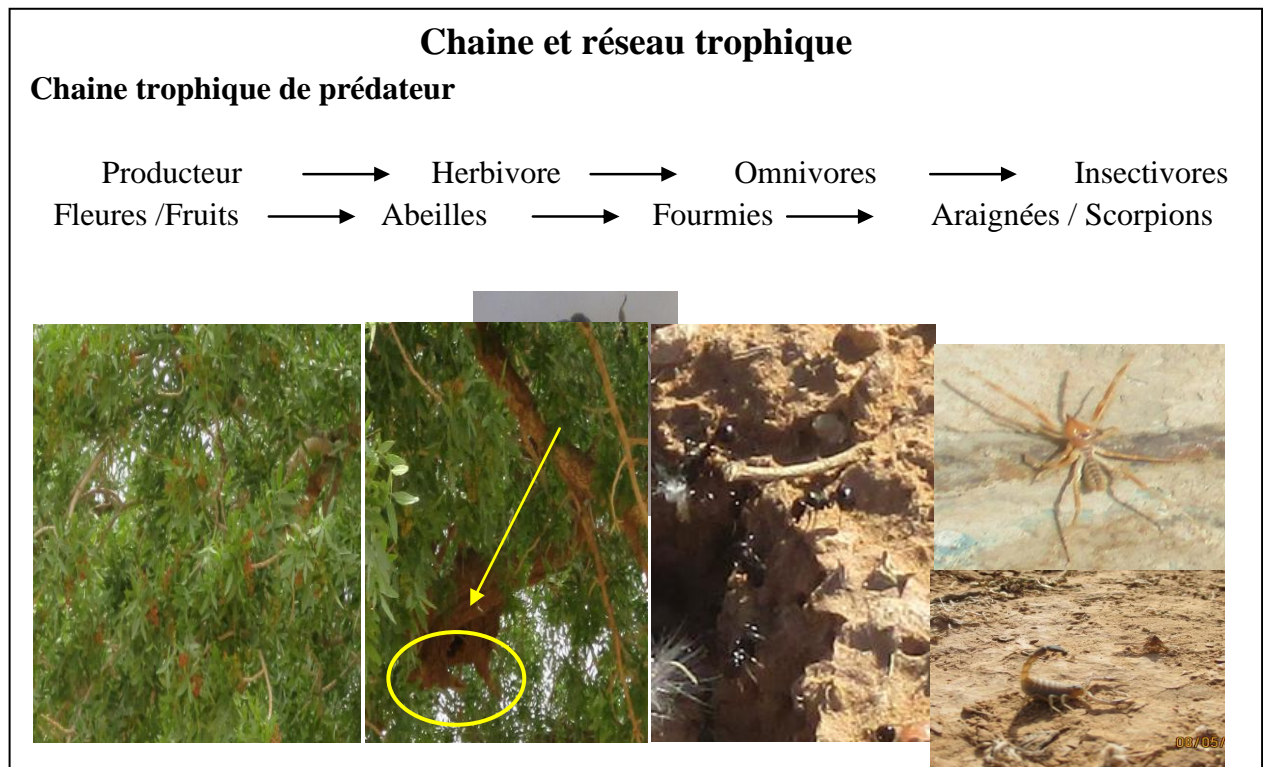 Chaine et réseau trophique
Chaine trophique de prédateur
Producteur → Herbivore → Omnivores → Insectivores
Fleures /Fruits → Abeilles → Fourmies → Araignées / Scorpions
08/05/